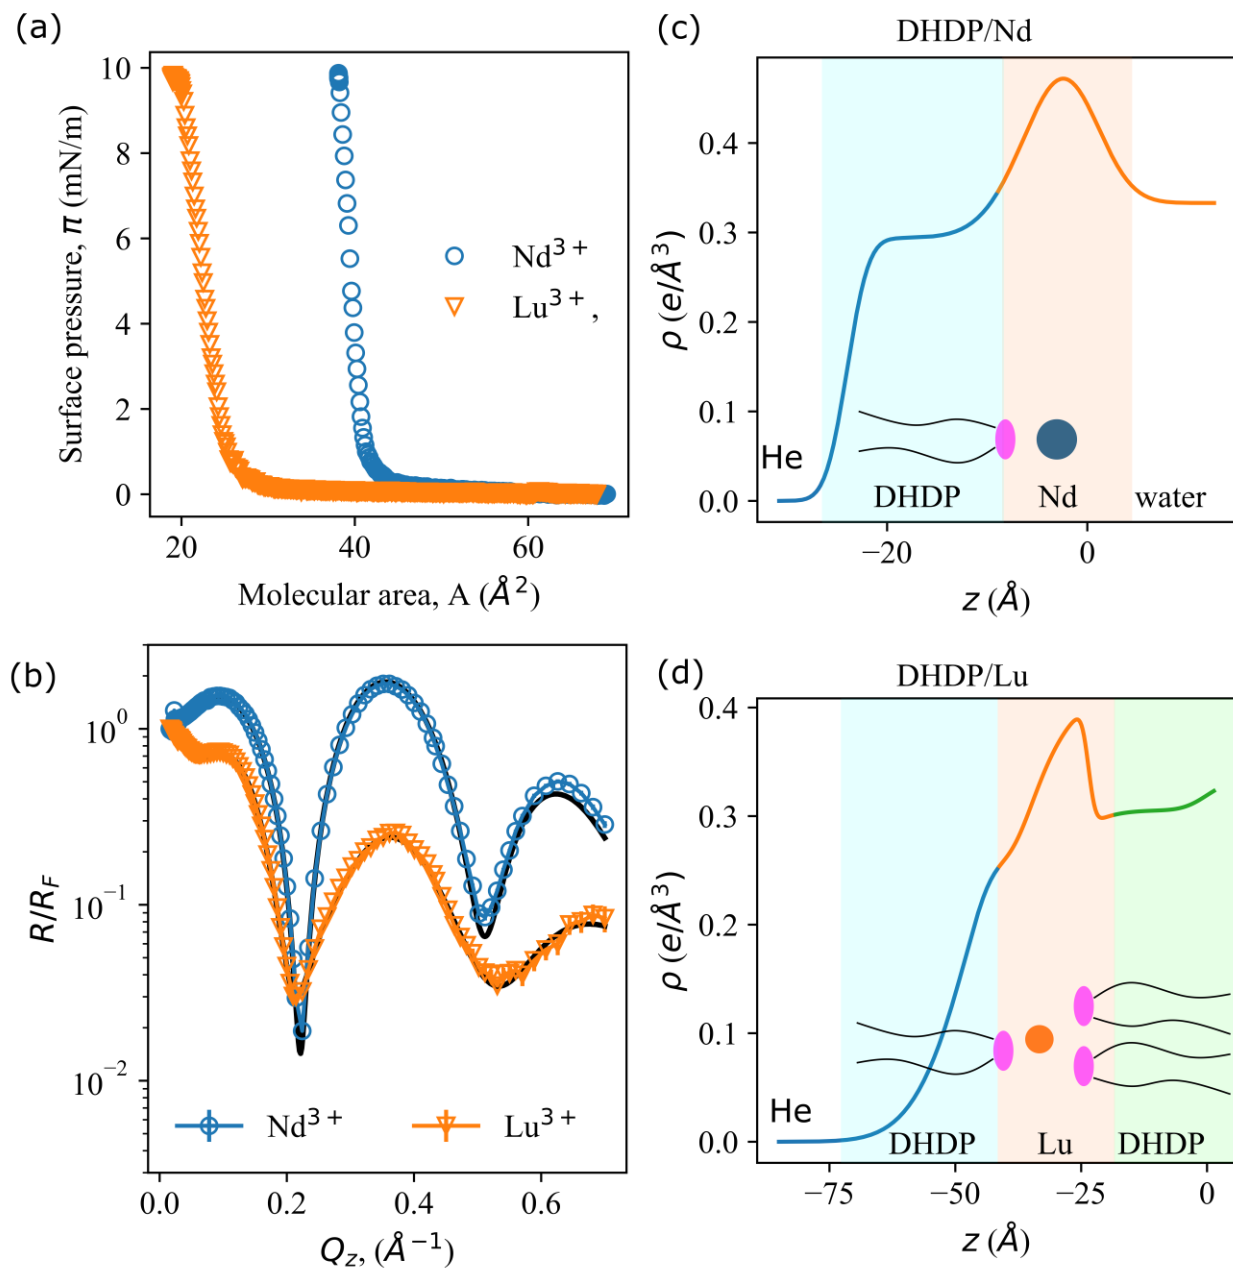 (a)
10
8
6
4
2
0
Surface pressure, π (mN/m)
Nd³⁺
Lu³⁺,
20
40
60
Molecular area, A (Å²)
(b)
10⁰
10⁻¹
10⁻²
R/R_F
Nd³⁺
Lu³⁺
0.0
0.2
0.4
0.6
Q_z, (Å⁻¹)
(c)
DHDP/Nd
0.4
0.3
0.2
0.1
0.0
ρ (e/Å³)
He
DHDP
Nd
water
−20
0
z (Å)
(d)
DHDP/Lu
0.4
0.3
0.2
0.1
0.0
ρ (e/Å³)
He
DHDP
Lu
DHDP
−75
−50
−25
0
z (Å)